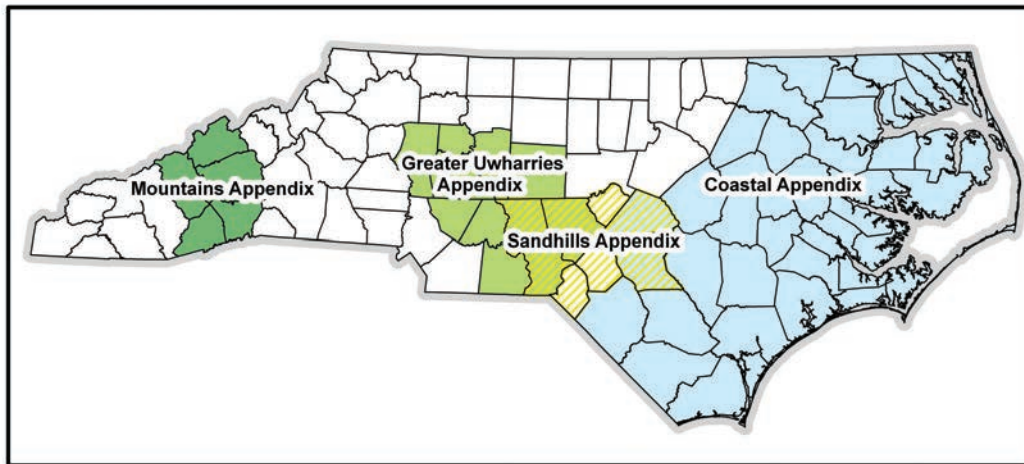 Greater Uwharries
Appendix
Mountains Appendix
Coastal Appendix
Sandhills Appendix